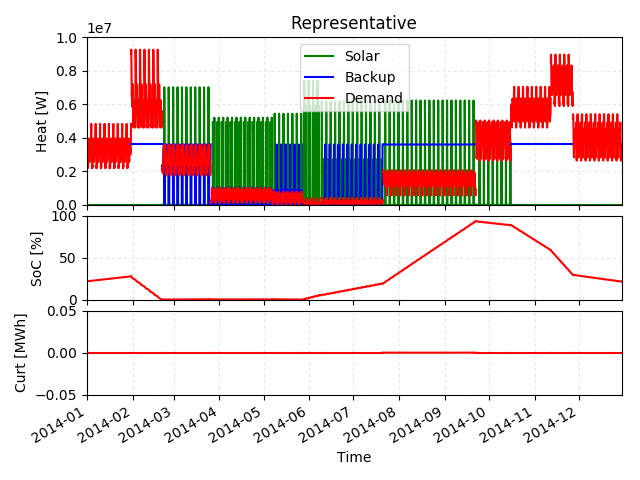 Representative
1e7
1.0
0.8
0.6
0.4
0.2
0.0
Heat [W]
Solar
Backup
Demand
100
50
0
SoC [%]
0.05
0.00
−0.05
Curt [MWh]
2014-01
2014-02
2014-03
2014-04
2014-05
2014-06
2014-07
2014-08
2014-09
2014-10
2014-11
2014-12
Time